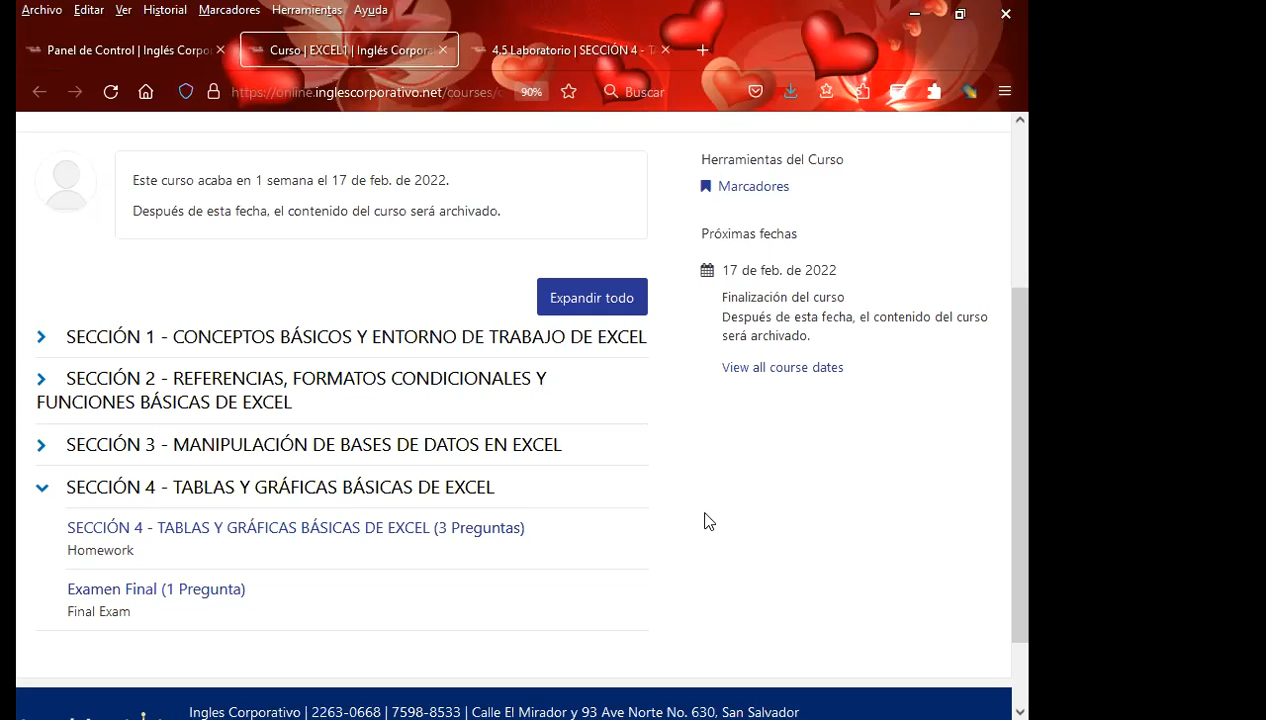 Archivo Editar Ver Historial Marcadores Herramientas Ayuda
Panel de Control | Inglés Corpor
Curso | EXCEL1 | Inglés Corpora
4.5 Laboratorio | SECCIÓN 4 - TA
https://online.inglescorporativo.net/courses/c
90%
Buscar
Este curso acaba en 1 semana el 17 de feb. de 2022.
Después de esta fecha, el contenido del curso será archivado.
Expandir todo
SECCIÓN 1 - CONCEPTOS BÁSICOS Y ENTORNO DE TRABAJO DE EXCEL
SECCIÓN 2 - REFERENCIAS, FORMATOS CONDICIONALES Y
FUNCIONES BÁSICAS DE EXCEL
SECCIÓN 3 - MANIPULACIÓN DE BASES DE DATOS EN EXCEL
SECCIÓN 4 - TABLAS Y GRÁFICAS BÁSICAS DE EXCEL
SECCIÓN 4 - TABLAS Y GRÁFICAS BÁSICAS DE EXCEL (3 Preguntas)
Homework
Examen Final (1 Pregunta)
Final Exam
Herramientas del Curso
Marcadores
Próximas fechas
17 de feb. de 2022
Finalización del curso
Después de esta fecha, el contenido del curso
será archivado.
View all course dates
Ingles Corporativo | 2263-0668 | 7598-8533 | Calle El Mirador y 93 Ave Norte No. 630, San Salvador